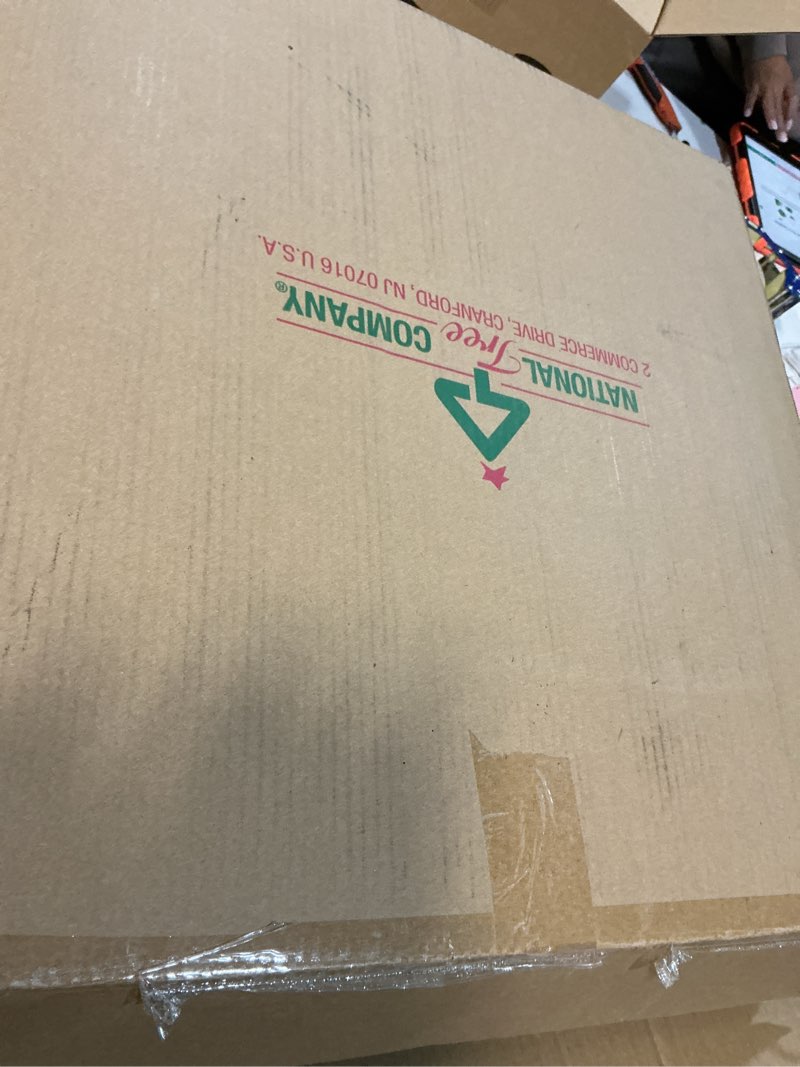 NATIONAL Tree COMPANY®
2 COMMERCE DRIVE, CRANFORD, NJ 07016 U.S.A.